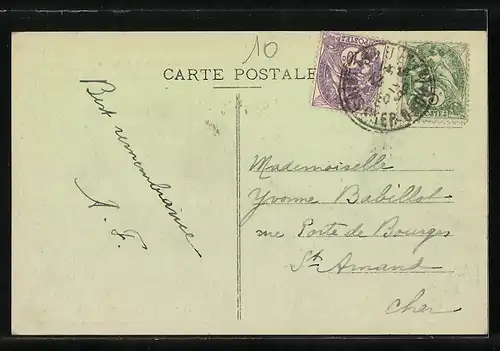 10
CARTE POSTALE
Best remembrance
A. F.
Mademoiselle
Yvonne Babillot
rue Porte de Bourges
St Amand
Cher